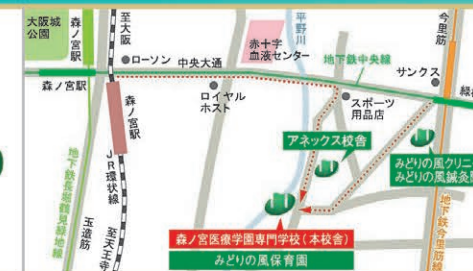 大阪城
公園
森ノ宮駅
至大阪
ローソン
中央大通
赤十字
血液センター
平野川
地下鉄中央線
今里筋
サンクス
緑橋
森ノ宮駅
ロイヤル
ホスト
スポーツ
用品店
森ノ宮駅
アネックス校舎
みどりの風クリニ
みどりの風鍼灸院
地下鉄長堀鶴見緑地線
玉造筋
JR環状線
至天王寺
地下鉄今里筋線
森ノ宮医療学園専門学校(本校舎)
みどりの風保育園